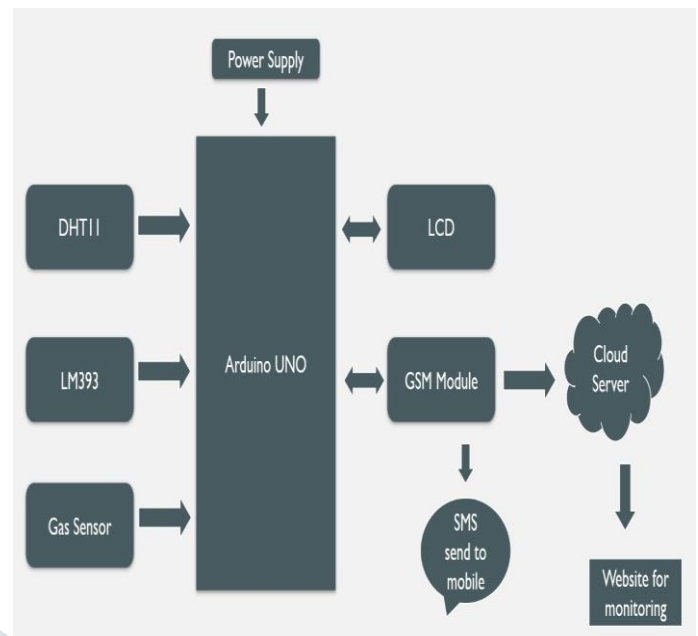 Power Supply
DHT11
LCD
Arduino UNO
LM393
GSM Module
Cloud
Server
Gas Sensor
SMS
send to
mobile
Website for
monitoring